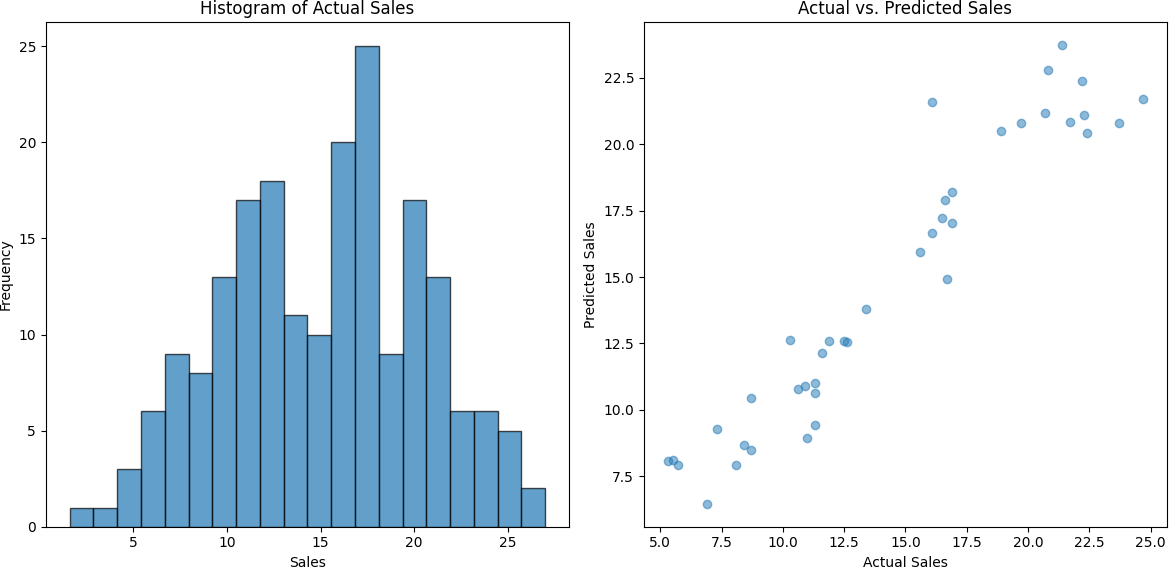 Histogram of Actual Sales
25
20
15
10
5
0
Frequency
5 10 15 20 25
Sales
Actual vs. Predicted Sales
22.5
20.0
17.5
15.0
12.5
10.0
7.5
Predicted Sales
5.0 7.5 10.0 12.5 15.0 17.5 20.0 22.5 25.0
Actual Sales